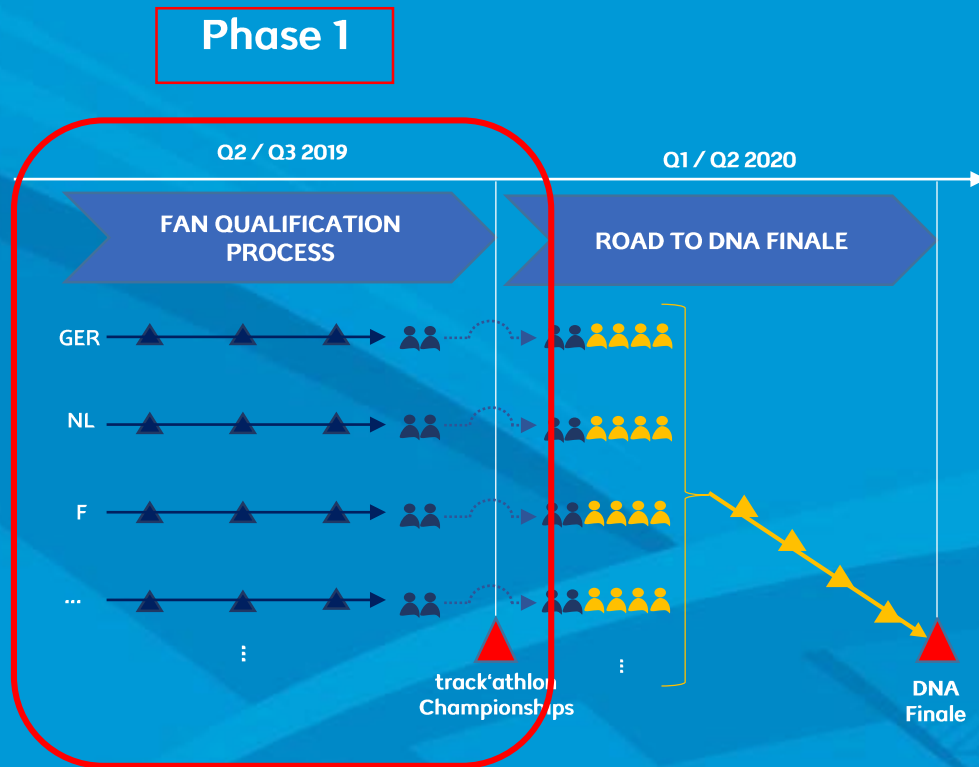 Phase 1
Q2 / Q3 2019
Q1 / Q2 2020
FAN QUALIFICATION
PROCESS
ROAD TO DNA FINALE
GER
NL
F
...
track‘athlon
Championships
DNA
Finale